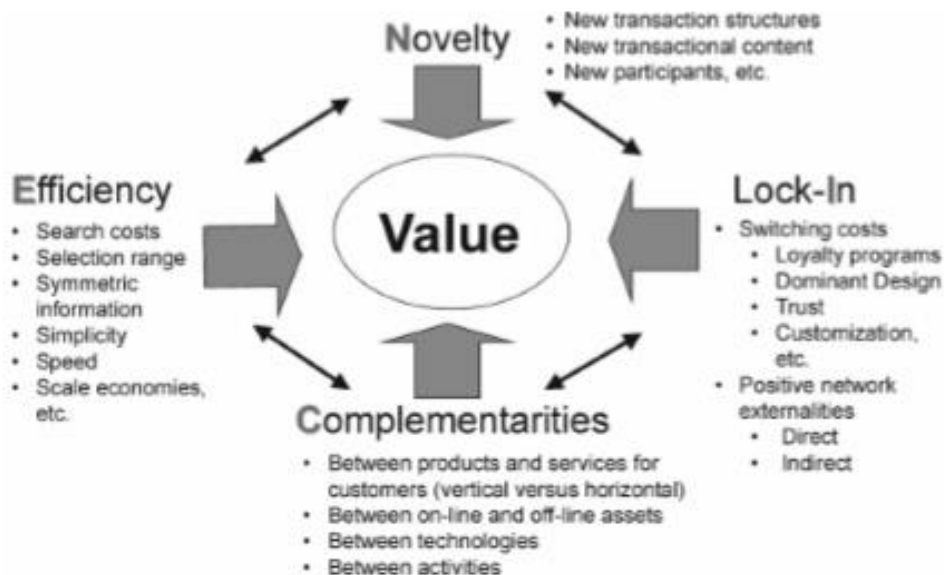 Novelty
• New transaction structures
• New transactional content
• New participants, etc.
Efficiency
• Search costs
• Selection range
• Symmetric
information
• Simplicity
• Speed
• Scale economies,
etc.
Value
Lock-In
• Switching costs
• Loyalty programs
• Dominant Design
• Trust
• Customization,
etc.
• Positive network
externalities
• Direct
• Indirect
Complementarities
• Between products and services for
customers (vertical versus horizontal)
• Between on-line and off-line assets
• Between technologies
• Between activities